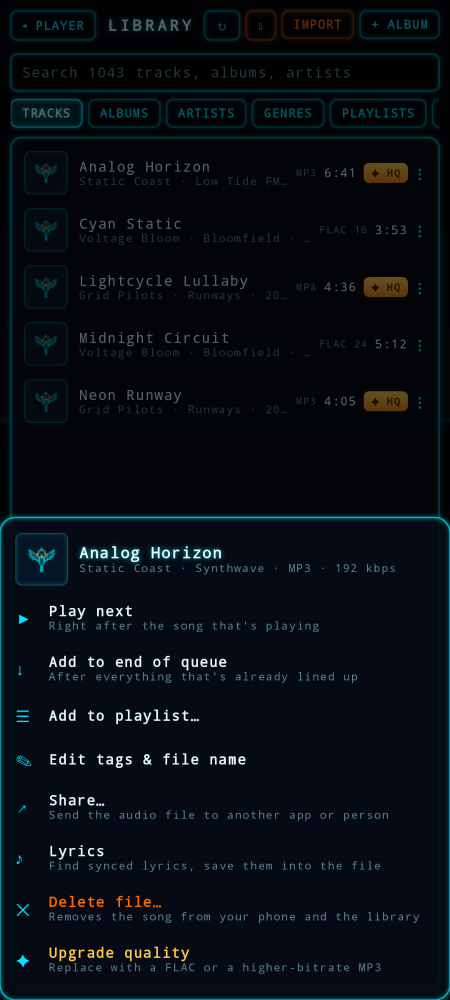 ◂ PLAYER LIBRARY ↻ ⇩ IMPORT + ALBUM
Search 1043 tracks, albums, artists
TRACKS ALBUMS ARTISTS GENRES PLAYLISTS
Analog Horizon
Static Coast · Low Tide FM… MP3 6:41 ✦ HQ ⋮
Cyan Static
Voltage Bloom · Bloomfield · … FLAC 16 3:53 ⋮
Lightcycle Lullaby
Grid Pilots · Runways · 20… MP3 4:36 ✦ HQ ⋮
Midnight Circuit
Voltage Bloom · Bloomfield · … FLAC 24 5:12 ⋮
Neon Runway
Grid Pilots · Runways · 20… MP3 4:05 ✦ HQ ⋮
Analog Horizon
Static Coast · Synthwave · MP3 · 192 kbps
▶ Play next
Right after the song that's playing
↓ Add to end of queue
After everything that's already lined up
☰ Add to playlist…
✎ Edit tags & file name
↗ Share…
Send the audio file to another app or person
♪ Lyrics
Find synced lyrics, save them into the file
✕ Delete file…
Removes the song from your phone and the library
✦ Upgrade quality
Replace with a FLAC or a higher-bitrate MP3